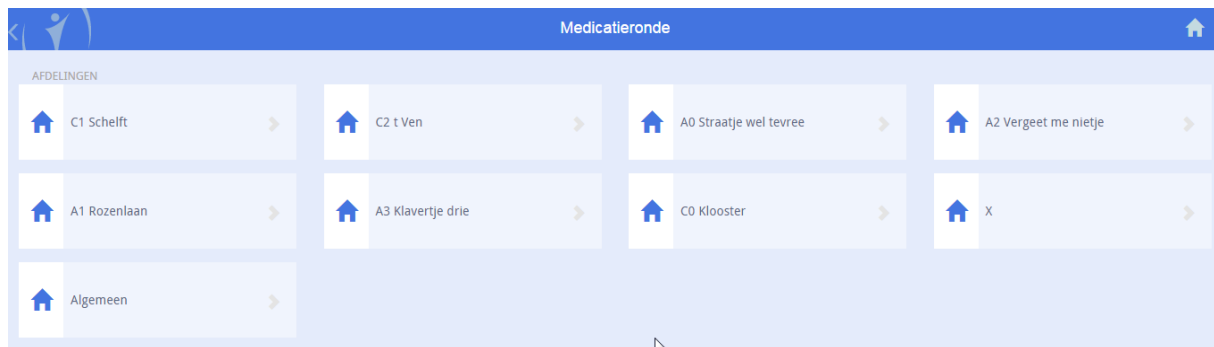 Medicatieronde
AFDELINGEN
C1 Schelft
C2 t Ven
A0 Straatje wel tevree
A2 Vergeet me nietje
A1 Rozenlaan
A3 Klavertje drie
C0 Klooster
X
Algemeen